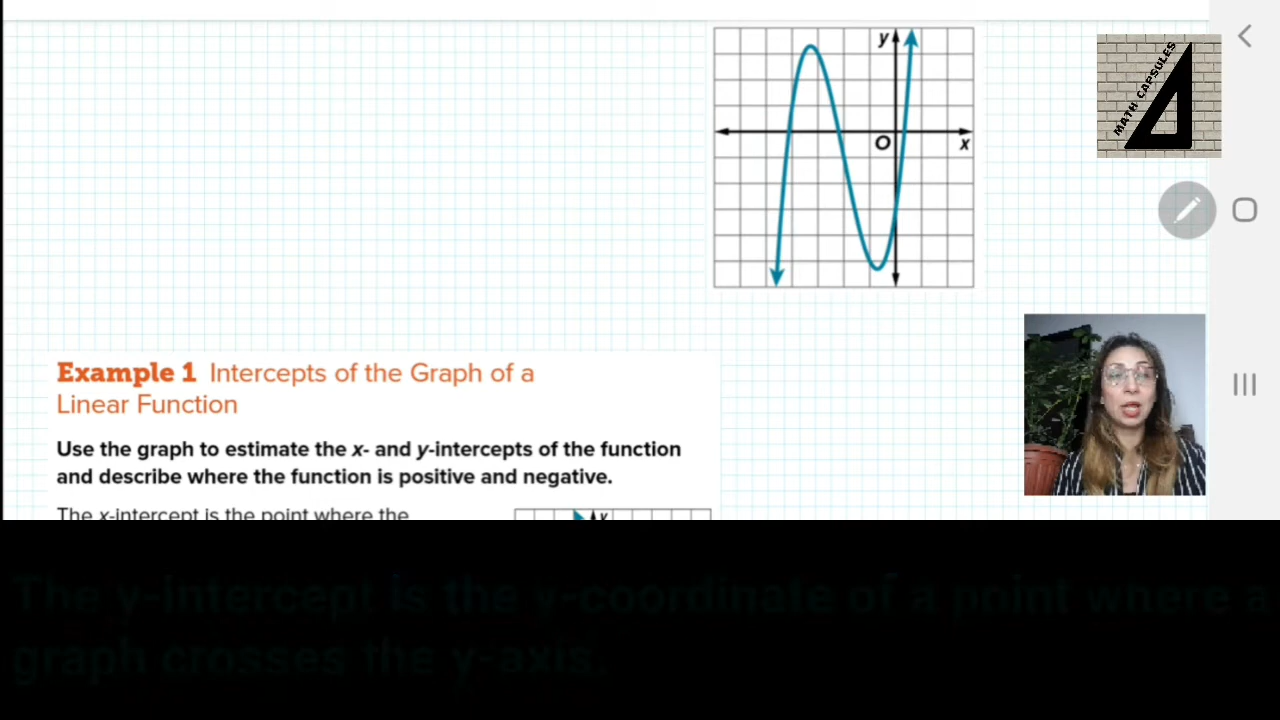 y
O
x
MATH CAPSULES
Example 1 Intercepts of the Graph of a
Linear Function
Use the graph to estimate the x- and y-intercepts of the function
and describe where the function is positive and negative.
The x-intercept is the point where the
y
The y-intercept is the y-coordinate of a point where a
graph crosses the y-axis.